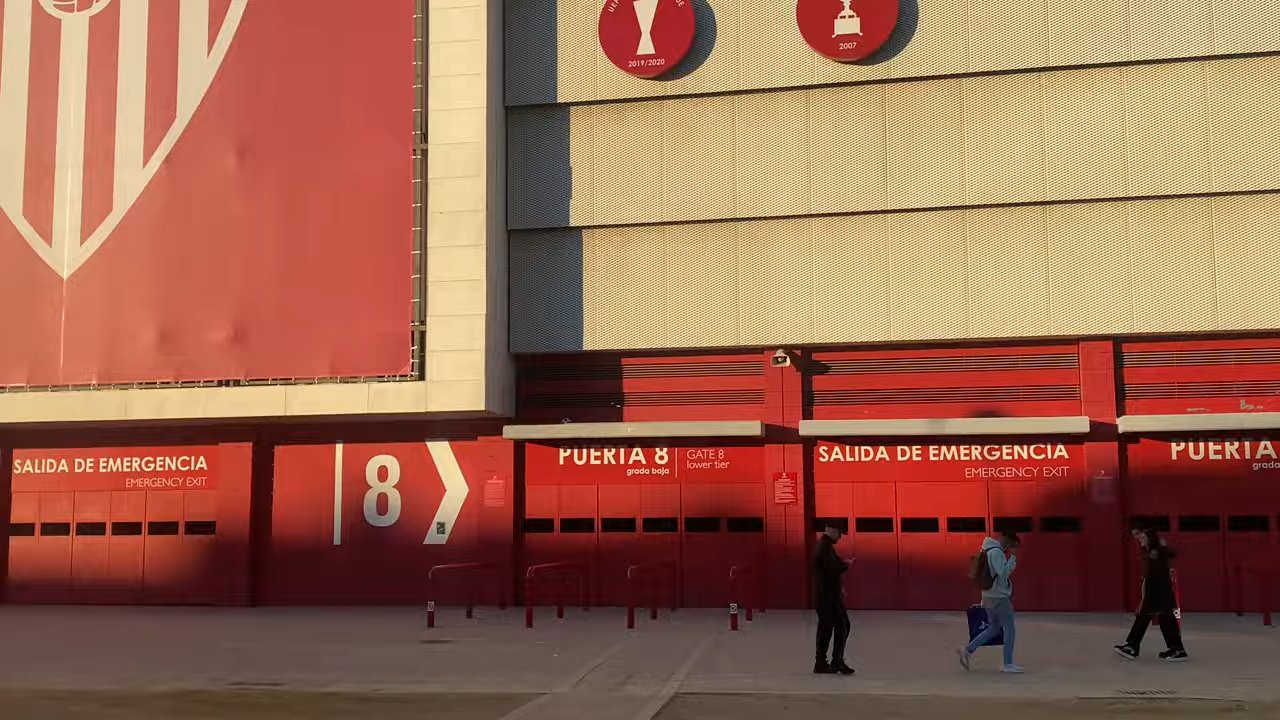 2019/2020
2007
SALIDA DE EMERGENCIA
EMERGENCY EXIT
8
PUERTA 8
grada baja
GATE 8
lower tier
SALIDA DE EMERGENCIA
EMERGENCY EXIT
PUERTA
grada